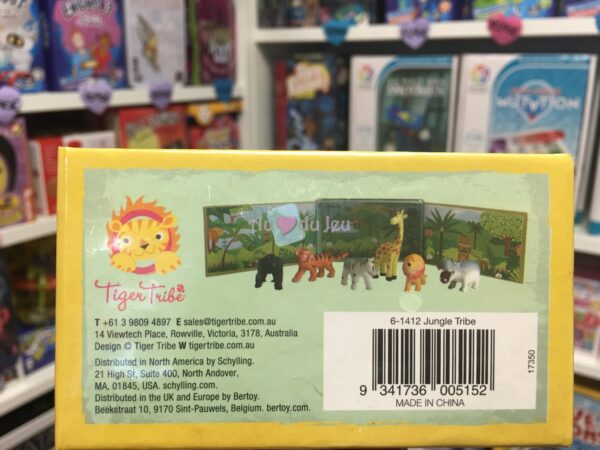 Au ♥ du Jeu
Tiger Tribe
T +61 3 9809 4897 E sales@tigertribe.com.au
14 Viewtech Place, Rowville, Victoria, 3178, Australia
Design © Tiger Tribe W tigertribe.com.au
Distributed in North America by Schylling.
21 High St, Suite 400, North Andover,
MA, 01845, USA. schylling.com.
Distributed in the UK and Europe by Bertoy.
Beekstraat 10, 9170 Sint-Pauwels, Belgium. bertoy.com.
6-1412 Jungle Tribe
9 341736 005152
MADE IN CHINA
17350